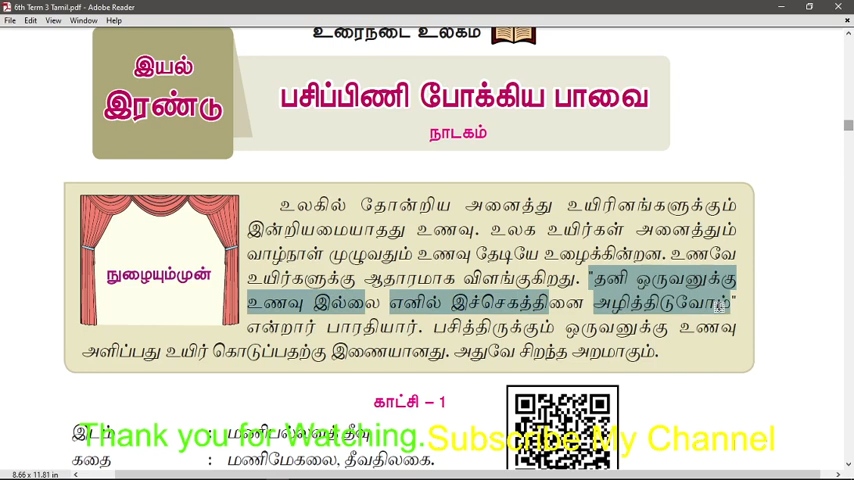 6th Term 3 Tamil.pdf - Adobe Reader
File Edit View Window Help
உரைநடை உலகம்
இயல்
இரண்டு
பசிப்பிணி போக்கிய பாவை
நாடகம்
நுழையும்முன்
உலகில் தோன்றிய அனைத்து உயிரினங்களுக்கும்
இன்றியமையாதது உணவு. உலக உயிர்கள் அனைத்தும்
வாழ்நாள் முழுவதும் உணவு தேடியே உழைக்கின்றன. உணவே
உயிர்களுக்கு ஆதாரமாக விளங்குகிறது. "தனி ஒருவனுக்கு
உணவு இல்லை எனில் இச்செகத்தினை அழித்திடுவோம்"
என்றார் பாரதியார். பசித்திருக்கும் ஒருவனுக்கு உணவு
அளிப்பது உயிர் கொடுப்பதற்கு இணையானது. அதுவே சிறந்த அறமாகும்.
காட்சி – 1
இடம் : மணிபல்லவத் தீவு
Thank you for Watching. Subscribe My Channel
கதை : மணிமேகலை, தீவதிலகை.
8.66 x 11.81 in